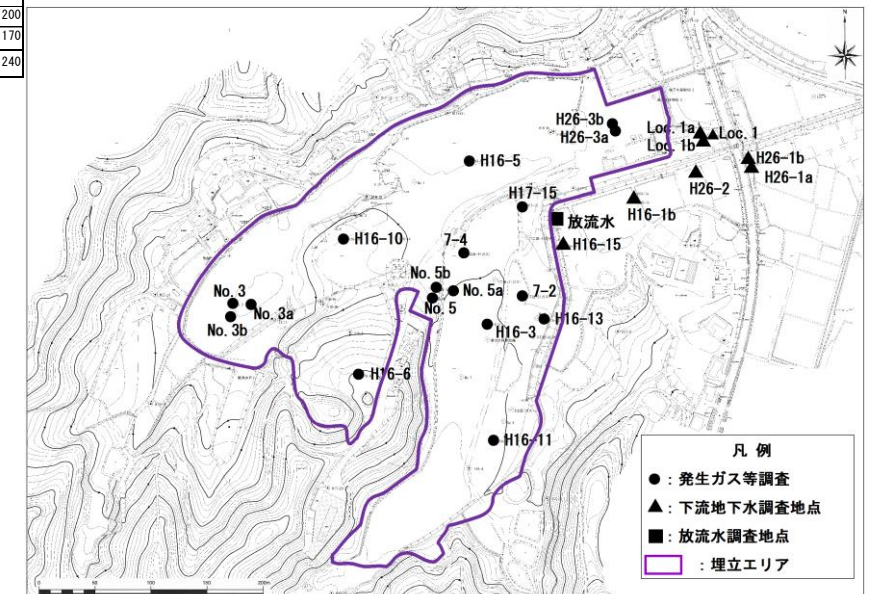 200
170
240
N
H26-3b
H26-3a
Loc. 1a
Loc. 1
Loc. 1b
H26-1b
H26-1a
H26-2
H16-5
H17-15
H16-1b
放流水
H16-10
7-4
H16-15
No. 5b
No. 5a
No. 5
7-2
No. 3
No. 3a
No. 3b
H16-3
H16-13
H16-6
H16-11
凡 例
●：発生ガス等調査
▲：下流地下水調査地点
■：放流水調査地点
：埋立エリア
0 50 100 200m